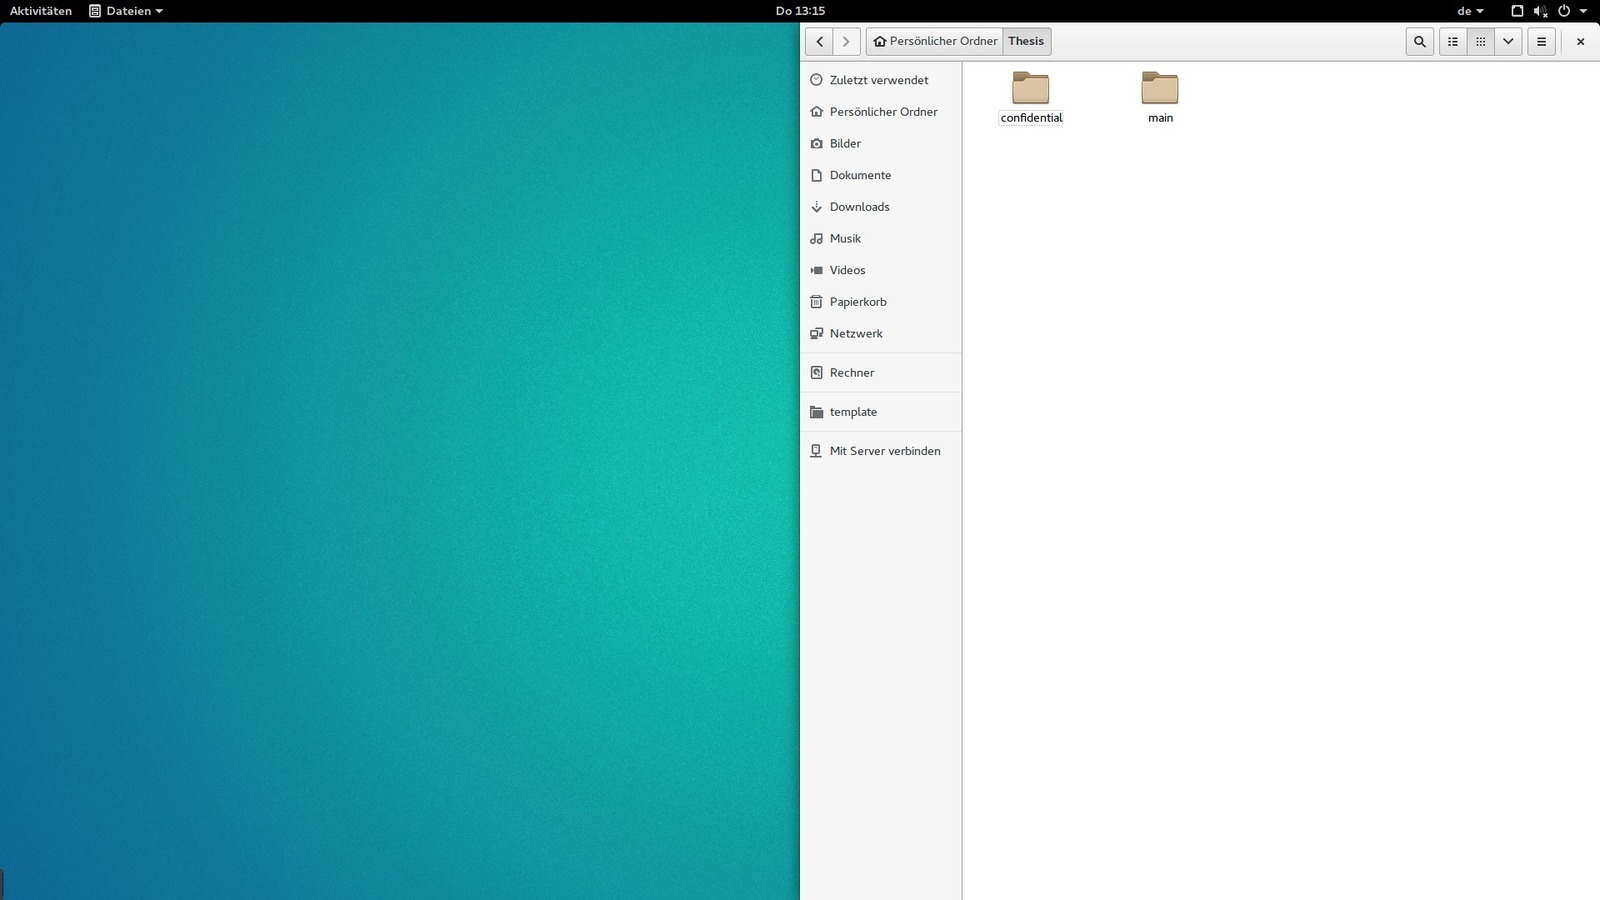 Aktivitäten Dateien Do 13:15 de
Persönlicher Ordner Thesis
Zuletzt verwendet
Persönlicher Ordner
Bilder
Dokumente
Downloads
Musik
Videos
Papierkorb
Netzwerk
Rechner
template
Mit Server verbinden
confidential main